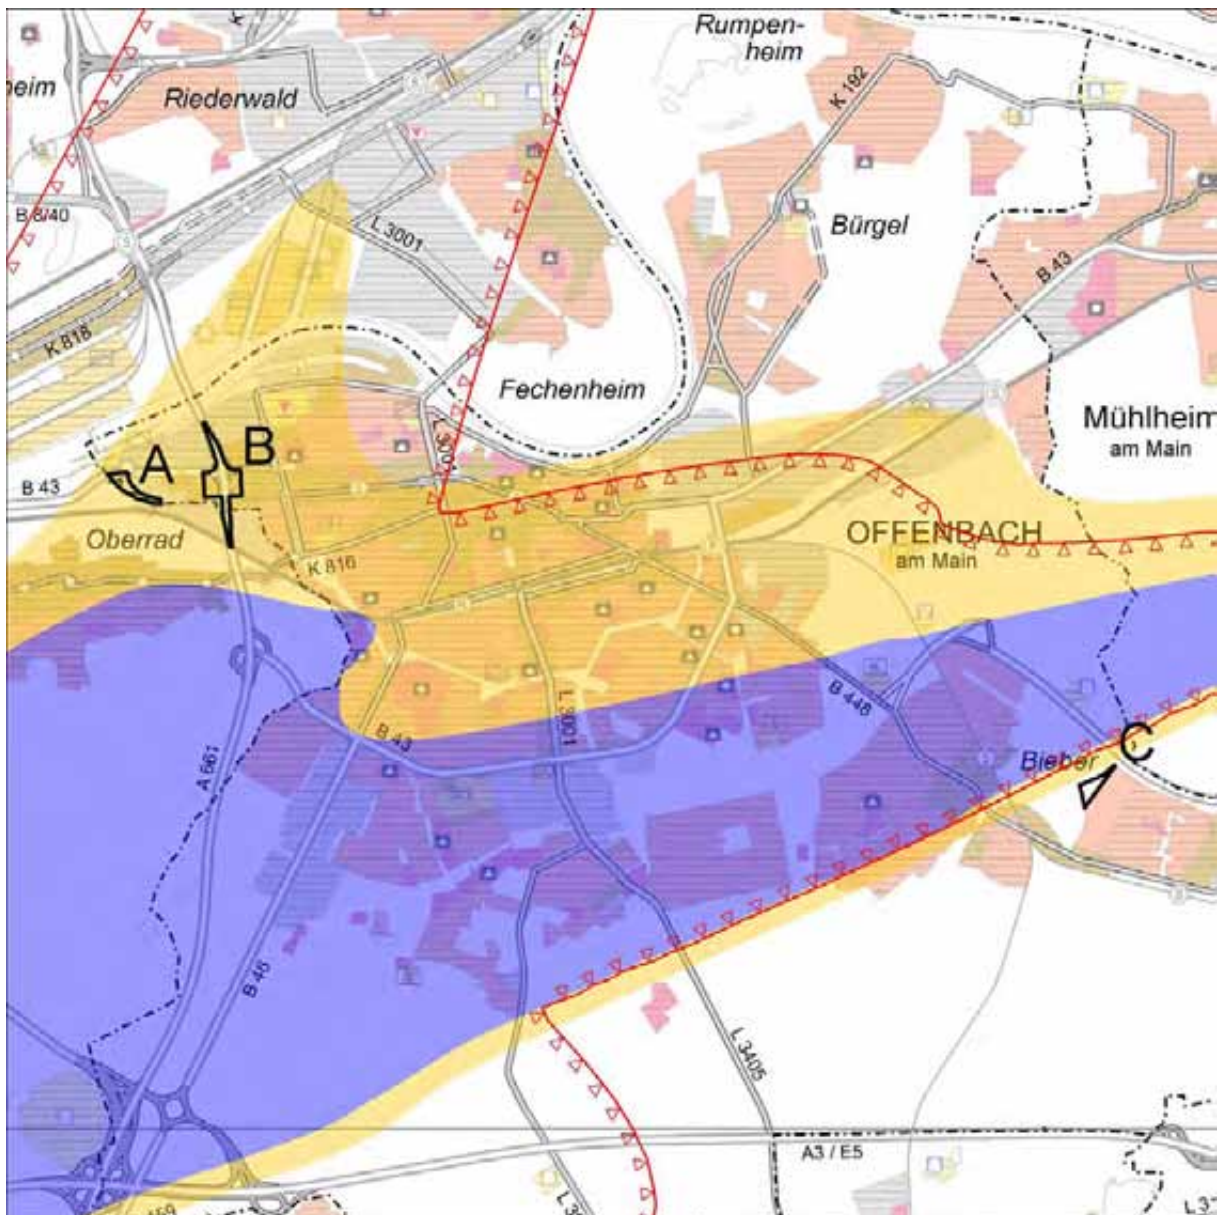 Rumpen-
heim
Riederwald
K 192
B 8/40
L 3001
Bürgel
B 43
K 818
Fechenheim
Mühlheim
am Main
L 3001
A
B
B 43
Oberrad
OFFENBACH
am Main
K 816
L 3001
B 448
B 43
A 661
C
Bieber
B 46
L 3405
A3 / E5